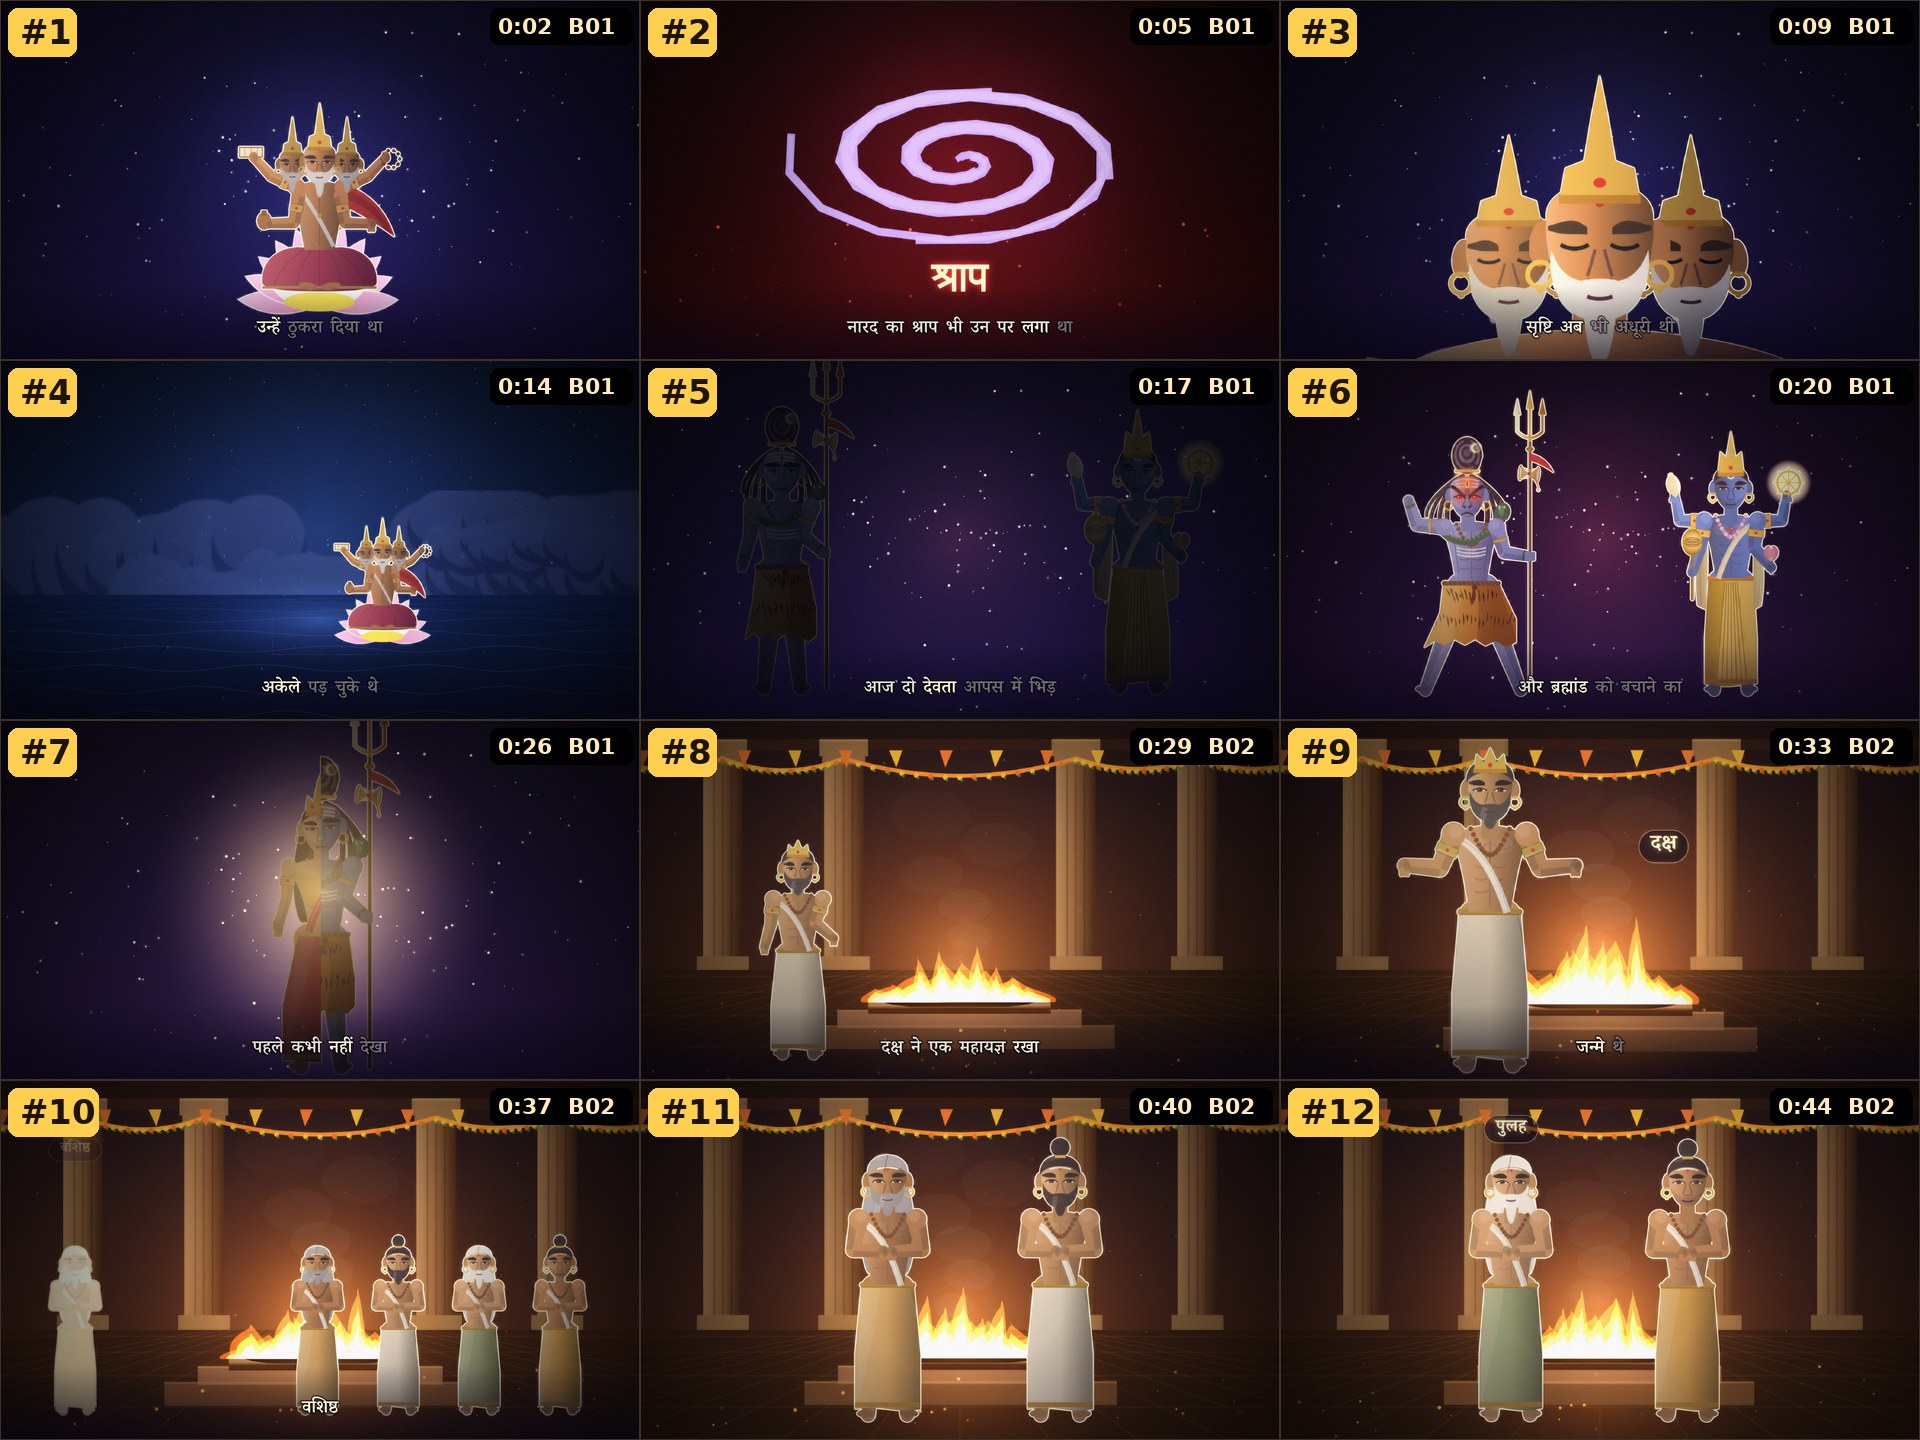 #1
0:02 B01
उन्हें ठुकरा दिया था
#2
0:05 B01
श्राप
नारद का श्राप भी उन पर लगा था
#3
0:09 B01
सृष्टि अब भी अधूरी थी
#4
0:14 B01
अकेले पड़ चुके थे
#5
0:17 B01
आज दो देवता आपस में भिड़
#6
0:20 B01
और ब्रह्मांड को बचाने का
#7
0:26 B01
पहले कभी नहीं देखा
#8
0:29 B02
दक्ष ने एक महायज्ञ रखा
#9
0:33 B02
दक्ष
जन्मे थे
#10
0:37 B02
वशिष्ठ
वशिष्ठ
#11
0:40 B02
#12
0:44 B02
पुलह